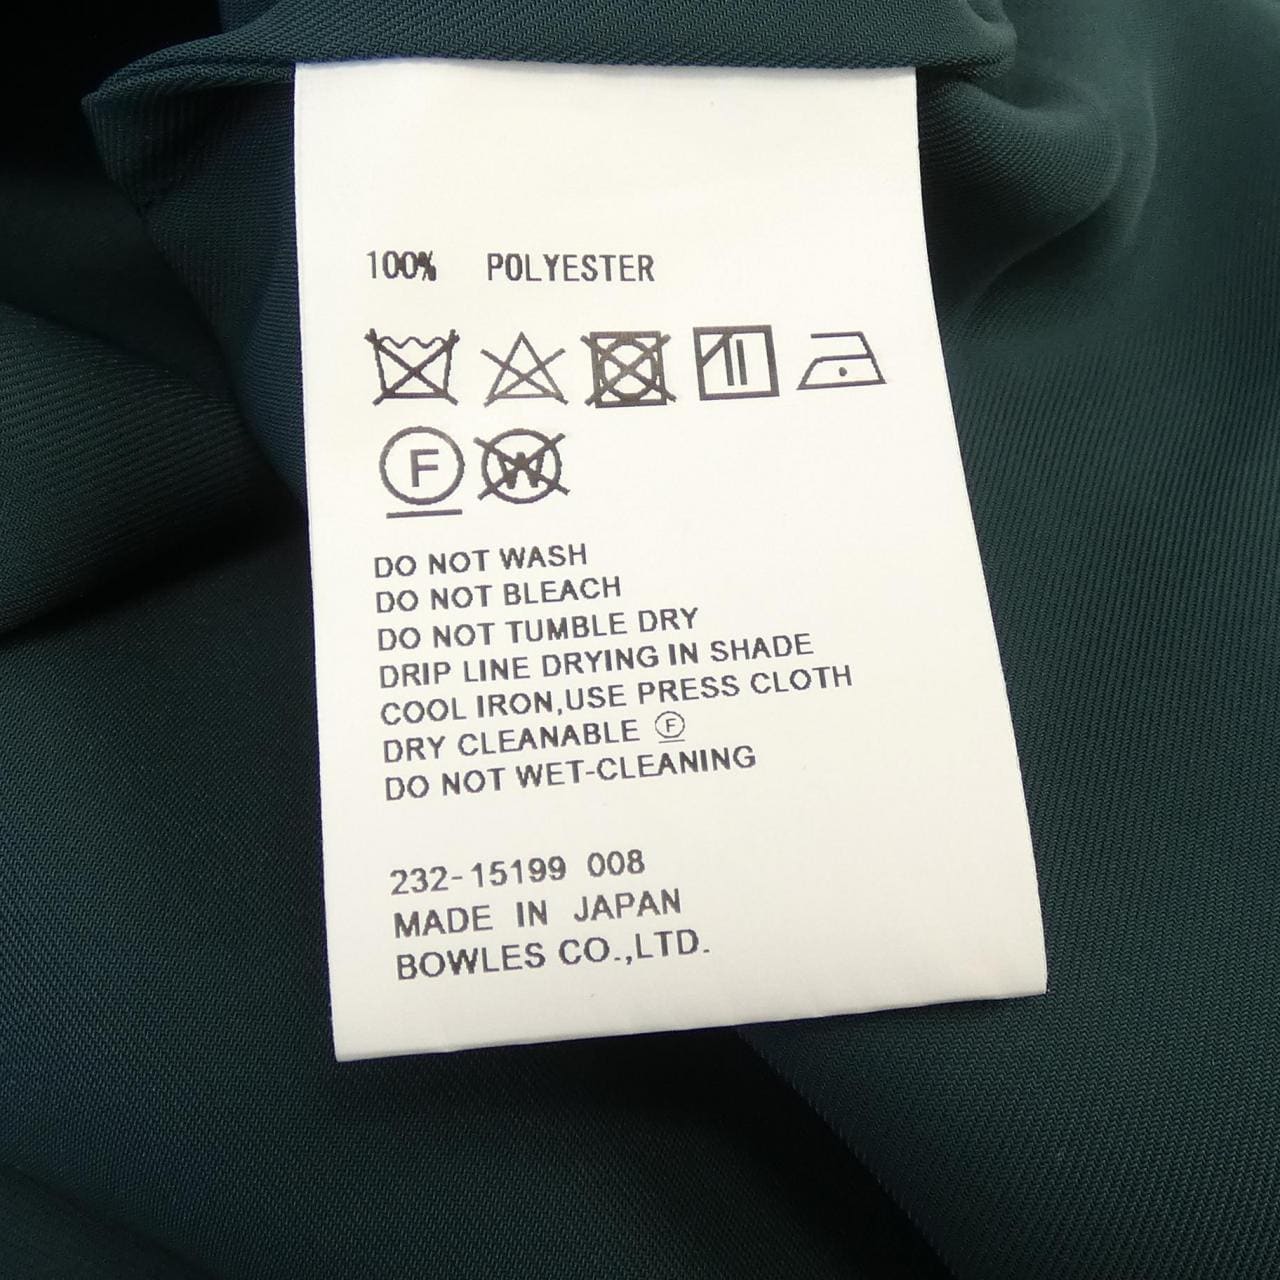 100% POLYESTER
F W
DO NOT WASH
DO NOT BLEACH
DO NOT TUMBLE DRY
DRIP LINE DRYING IN SHADE
COOL IRON,USE PRESS CLOTH
DRY CLEANABLE Ⓕ
DO NOT WET-CLEANING
232-15199 008
MADE IN JAPAN
BOWLES CO.,LTD.